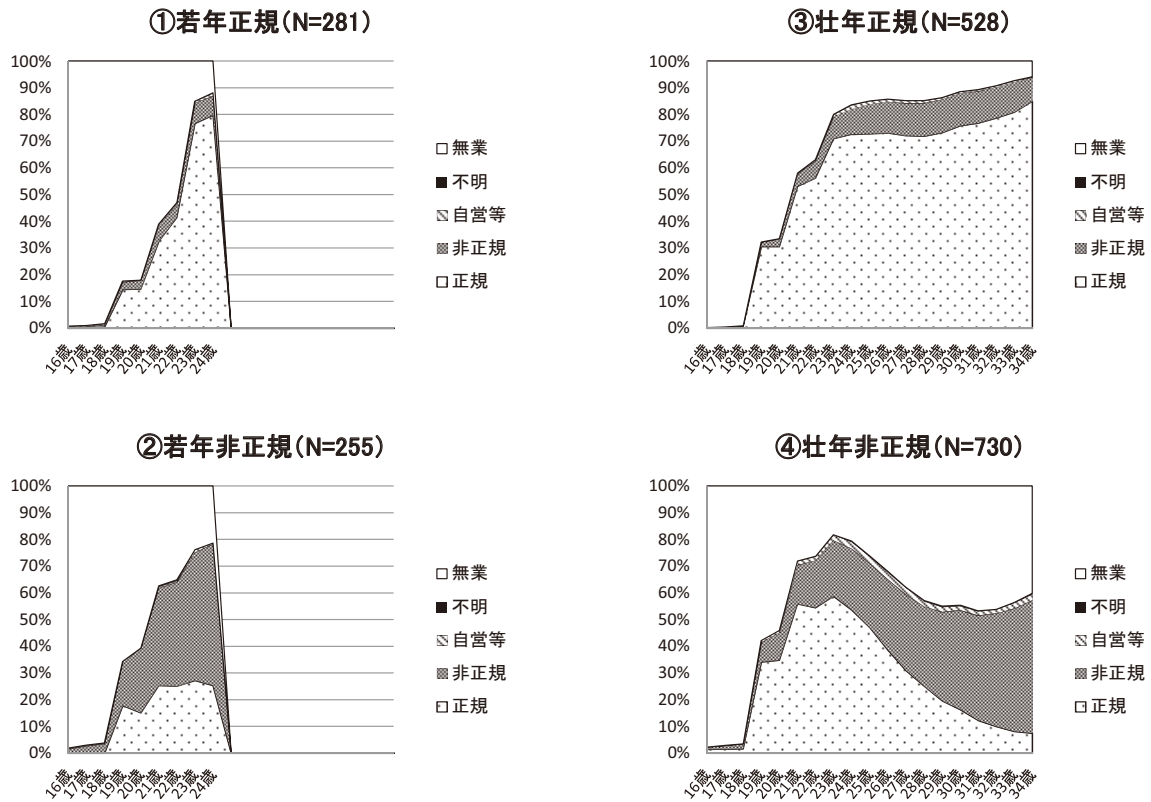 ①若年正規(N=281)
100%
90%
80%
70%
60%
50%
40%
30%
20%
10%
0%
16歳
17歳
18歳
19歳
20歳
21歳
22歳
23歳
24歳
□無業
■不明
自営等
非正規
正規
③壮年正規(N=528)
100%
90%
80%
70%
60%
50%
40%
30%
20%
10%
0%
16歳
17歳
18歳
19歳
20歳
21歳
22歳
23歳
24歳
25歳
26歳
27歳
28歳
29歳
30歳
31歳
32歳
33歳
34歳
□無業
■不明
自営等
非正規
正規
②若年非正規(N=255)
100%
90%
80%
70%
60%
50%
40%
30%
20%
10%
0%
16歳
17歳
18歳
19歳
20歳
21歳
22歳
23歳
24歳
□無業
■不明
自営等
非正規
正規
④壮年非正規(N=730)
100%
90%
80%
70%
60%
50%
40%
30%
20%
10%
0%
16歳
17歳
18歳
19歳
20歳
21歳
22歳
23歳
24歳
25歳
26歳
27歳
28歳
29歳
30歳
31歳
32歳
33歳
34歳
□無業
■不明
自営等
非正規
正規